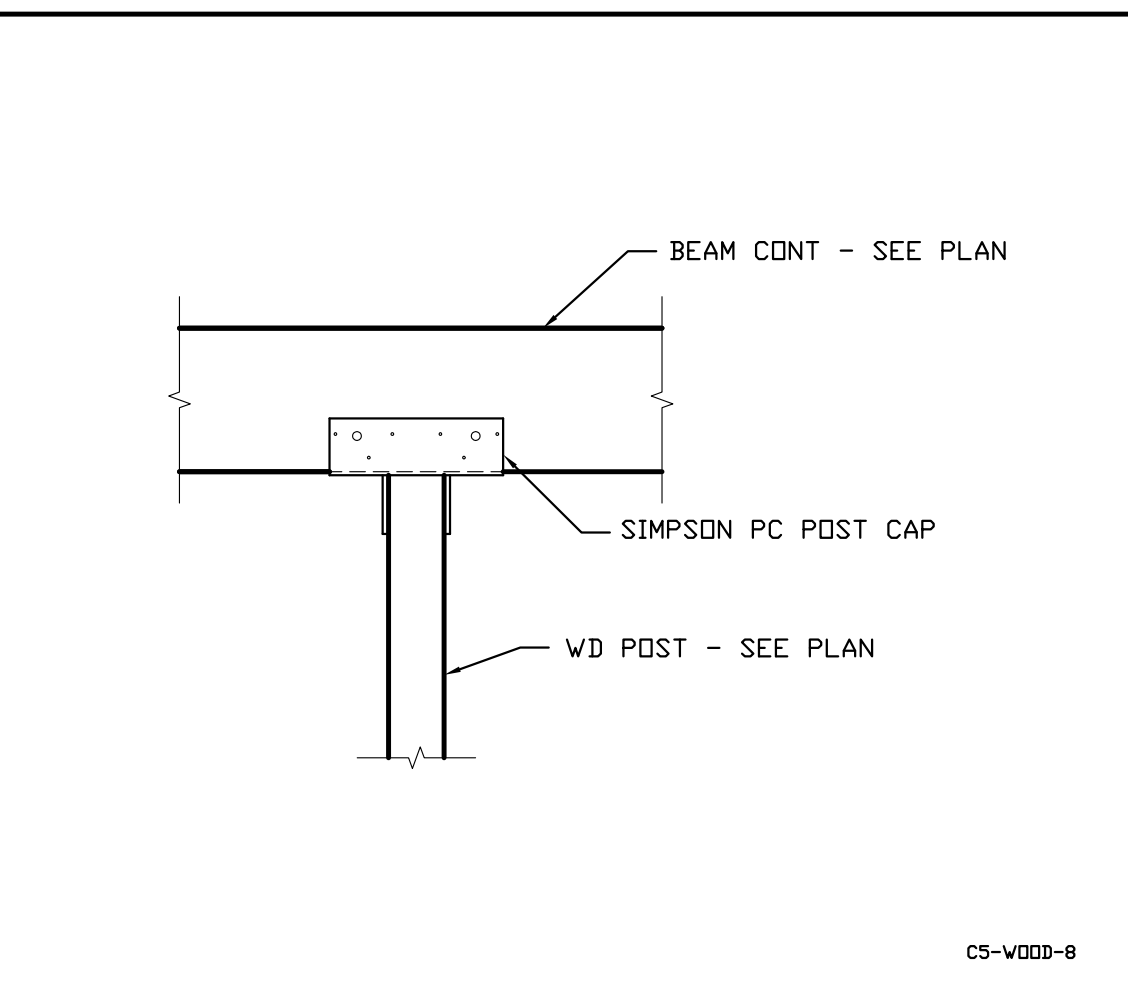 BEAM CONT - SEE PLAN
SIMPSON PC POST CAP
WD POST - SEE PLAN
C5-WOOD-8